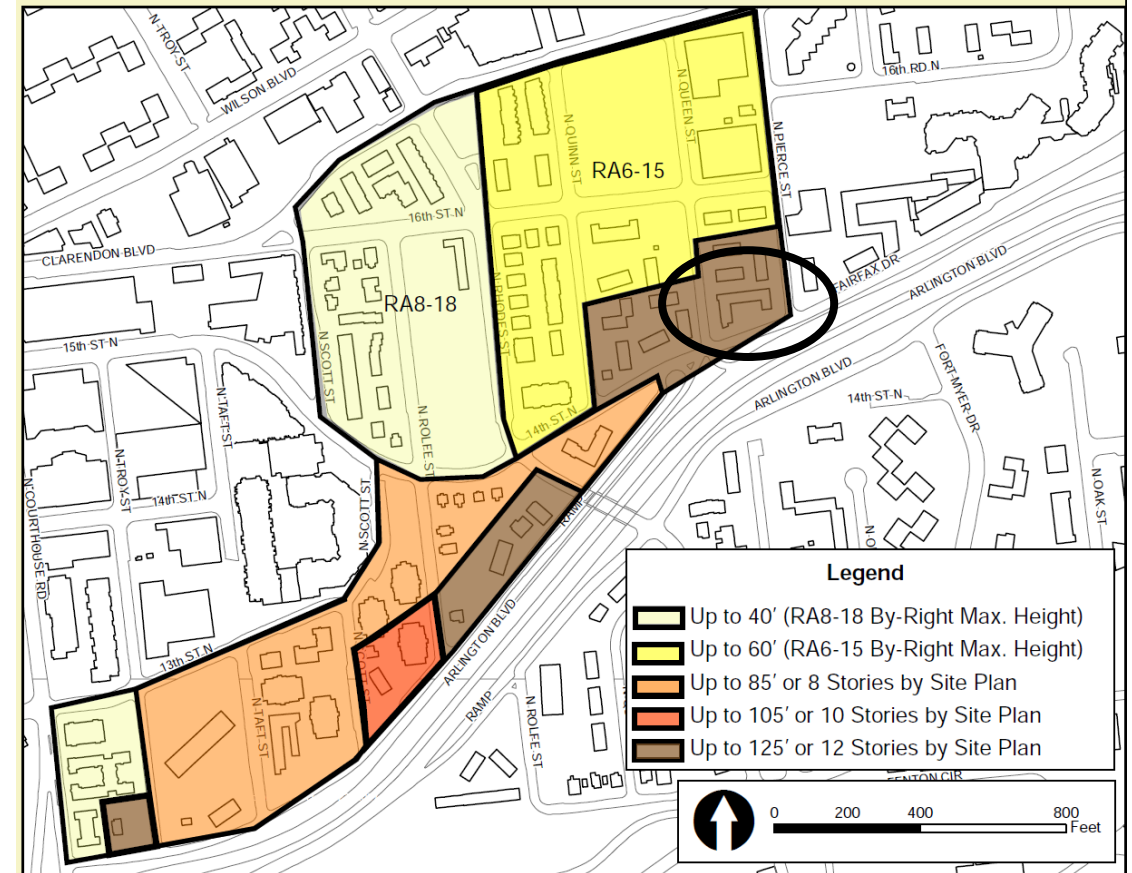 N TROY ST
WILSON BLVD
16th RD N
N QUEEN ST
N QUINN ST
N PIERCE ST
RA6-15
16th ST N
CLARENDON BLVD
FAIRFAX DR
ARLINGTON BLVD
RA8-18
N RHODES ST
15th ST N
N SCOTT ST
N TAFT ST
N ROLFE ST
14th ST N
ARLINGTON BLVD
FORT MYER DR
14th ST N
N TROY ST
14th ST N
N COURTHOUSE RD
N SCOTT ST
RAMP
N OAK ST
Legend
Up to 40' (RA8-18 By-Right Max. Height)
Up to 60' (RA6-15 By-Right Max. Height)
Up to 85' or 8 Stories by Site Plan
Up to 105' or 10 Stories by Site Plan
Up to 125' or 12 Stories by Site Plan
13th ST N
ARLINGTON BLVD
RAMP
N TAFT ST
N ROLFE ST
FENTON CIR
0 200 400 800
Feet